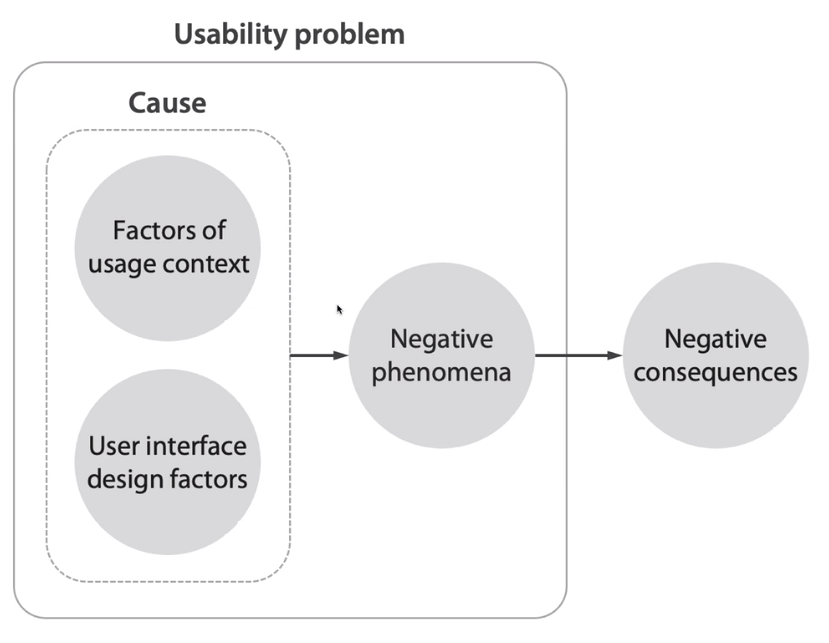 Usability problem
Cause
Factors of
usage context
User interface
design factors
Negative
phenomena
Negative
consequences